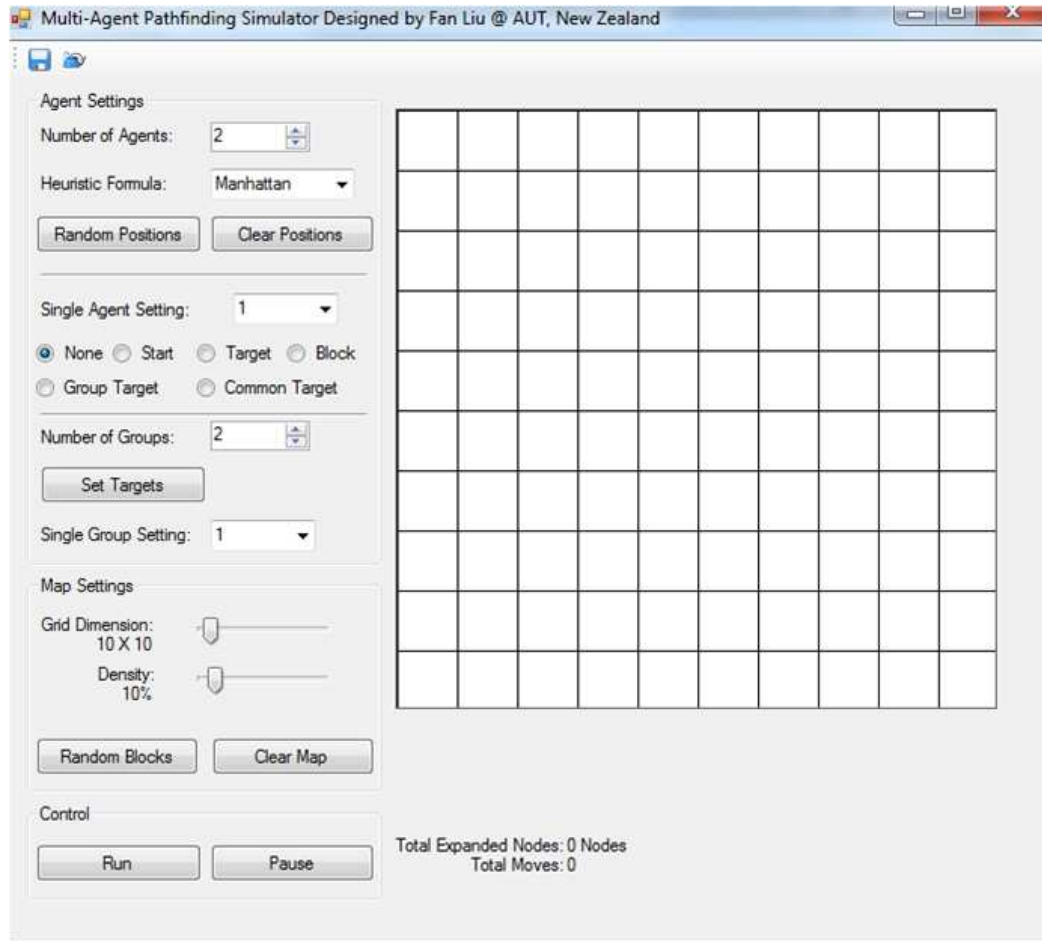 Multi-Agent Pathfinding Simulator Designed by Fan Liu @ AUT, New Zealand
Agent Settings
Number of Agents: 2
Heuristic Formula: Manhattan
Random Positions Clear Positions
Single Agent Setting: 1
None Start Target Block
Group Target Common Target
Number of Groups: 2
Set Targets
Single Group Setting: 1
Map Settings
Grid Dimension:
10 X 10
Density:
10%
Random Blocks Clear Map
Control
Run Pause
Total Expanded Nodes: 0 Nodes
Total Moves: 0